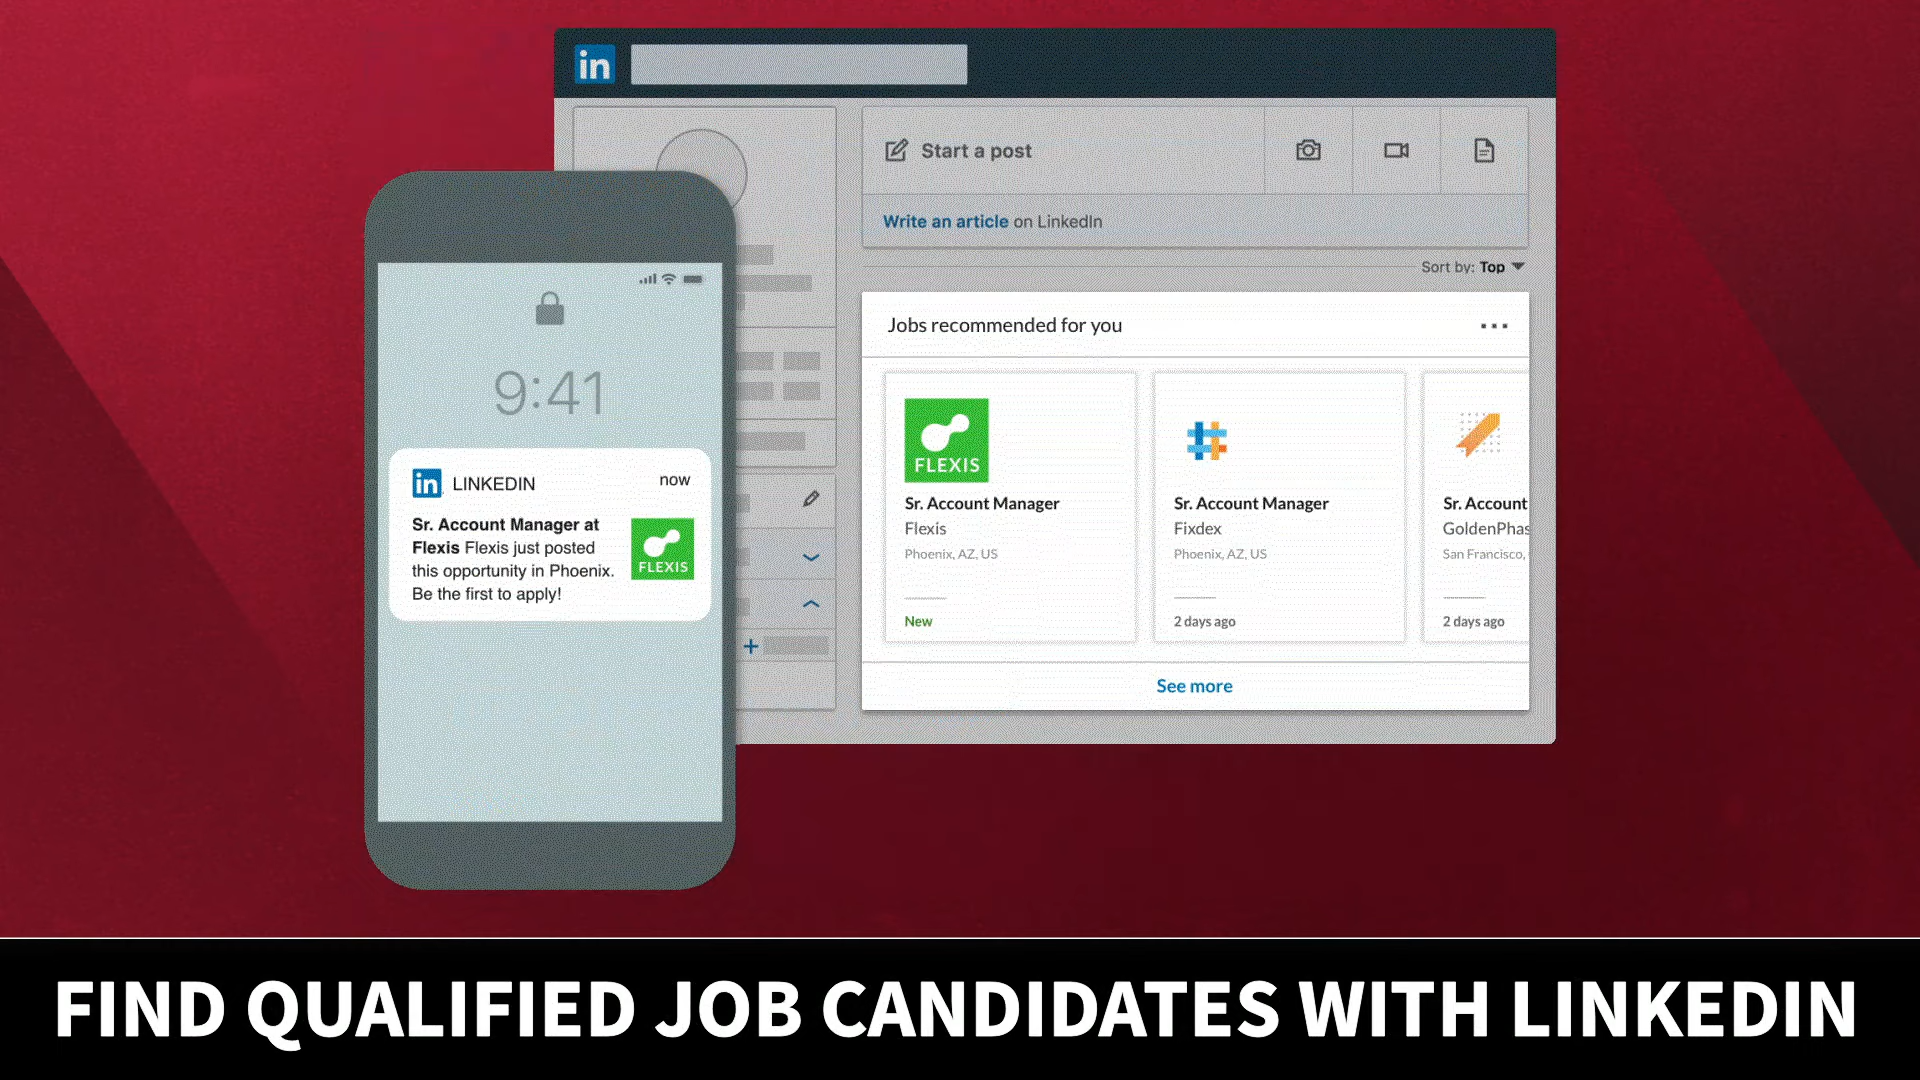 in
Start a post
Write an article on LinkedIn
Sort by: Top
Jobs recommended for you
FLEXIS
Sr. Account Manager
Flexis
Phoenix, AZ, US
New
Sr. Account Manager
Fixdex
Phoenix, AZ, US
2 days ago
Sr. Account
GoldenPhas
San Francisco,
2 days ago
See more
9:41
in LINKEDIN now
Sr. Account Manager at
Flexis Flexis just posted
this opportunity in Phoenix.
Be the first to apply!
FLEXIS
FIND QUALIFIED JOB CANDIDATES WITH LINKEDIN